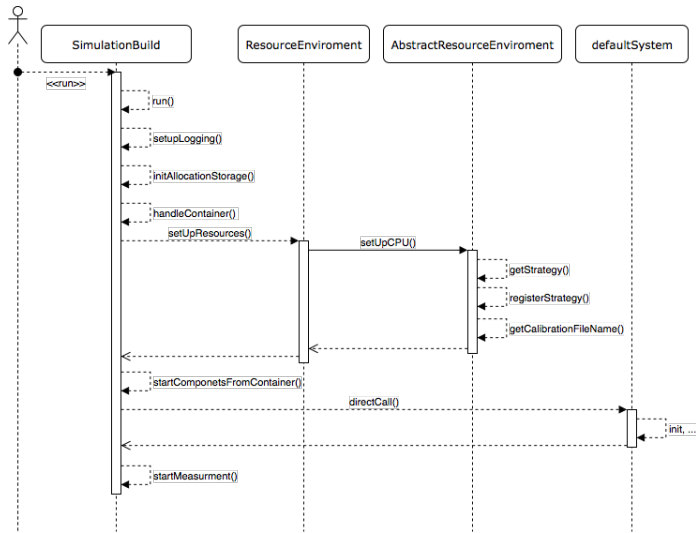 SimulationBuild
ResourceEnviroment
AbstractResourceEnviroment
defaultSystem
<<run>>
run()
setupLogging()
initAllocationStorage()
handleContainer()
setUpResources()
setUpCPU()
getStrategy()
registerStrategy()
getCalibrationFileName()
startComponetsFromContainer()
directCall()
init, ...
startMeasurment()